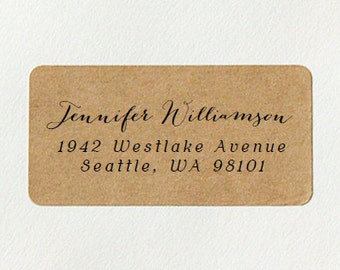 Jennifer Williamson
1942 Westlake Avenue
Seattle, WA 98101